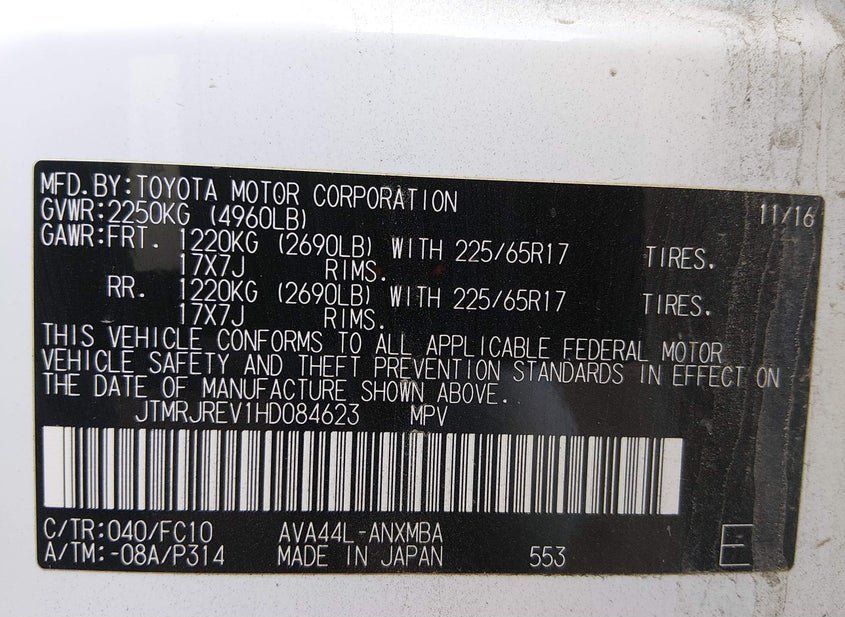 MFD.BY:TOYOTA MOTOR CORPORATION 11/16
GVWR:2250KG (4960LB)
GAWR:FRT. 1220KG (2690LB) WITH 225/65R17 TIRES.
17X7J RIMS.
RR. 1220KG (2690LB) WITH 225/65R17 TIRES.
17X7J RIMS.
THIS VEHICLE CONFORMS TO ALL APPLICABLE FEDERAL MOTOR
VEHICLE SAFETY AND THEFT PREVENTION STANDARDS IN EFFECT ON
THE DATE OF MANUFACTURE SHOWN ABOVE.
JTMRJREV1HD084623 MPV
C/TR:040/FC10 AVA44L-ANXMBA
A/TM:-08A/P314 MADE IN JAPAN 553 E